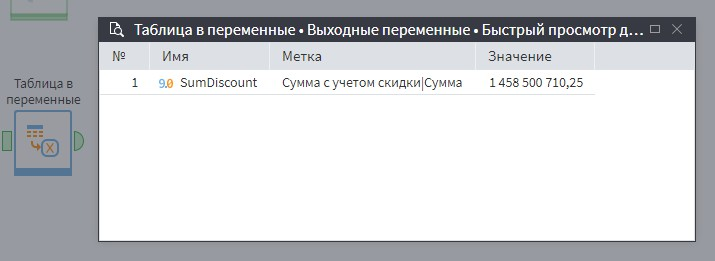 Таблица в переменные • Выходные переменные • Быстрый просмотр д...
№ Имя Метка Значение
1 9.0 SumDiscount Сумма с учетом скидки|Сумма 1 458 500 710,25
Таблица в
переменные
X